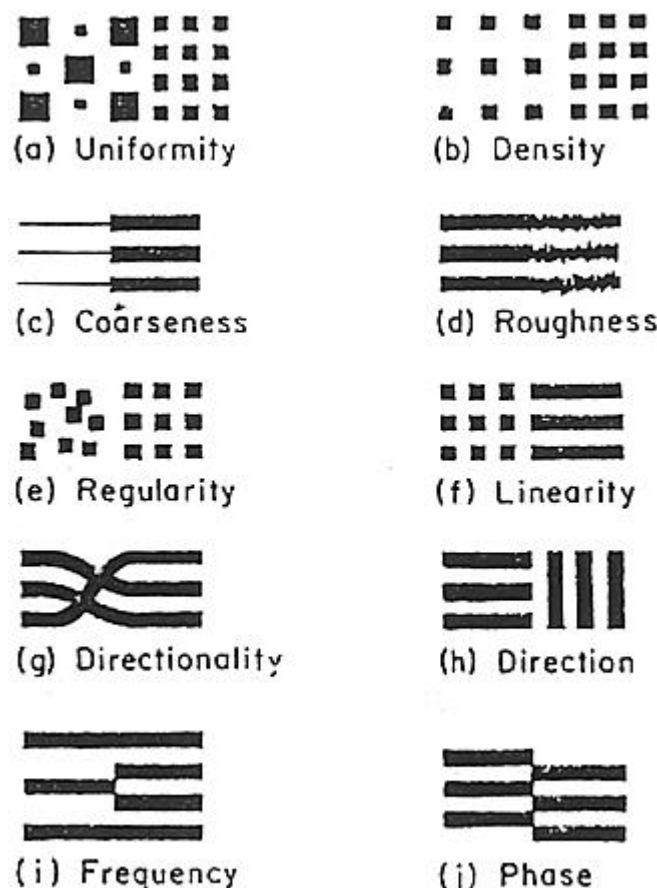 (a) Uniformity
(b) Density
(c) Coarseness
(d) Roughness
(e) Regularity
(f) Linearity
(g) Directionality
(h) Direction
(i) Frequency
(j) Phase